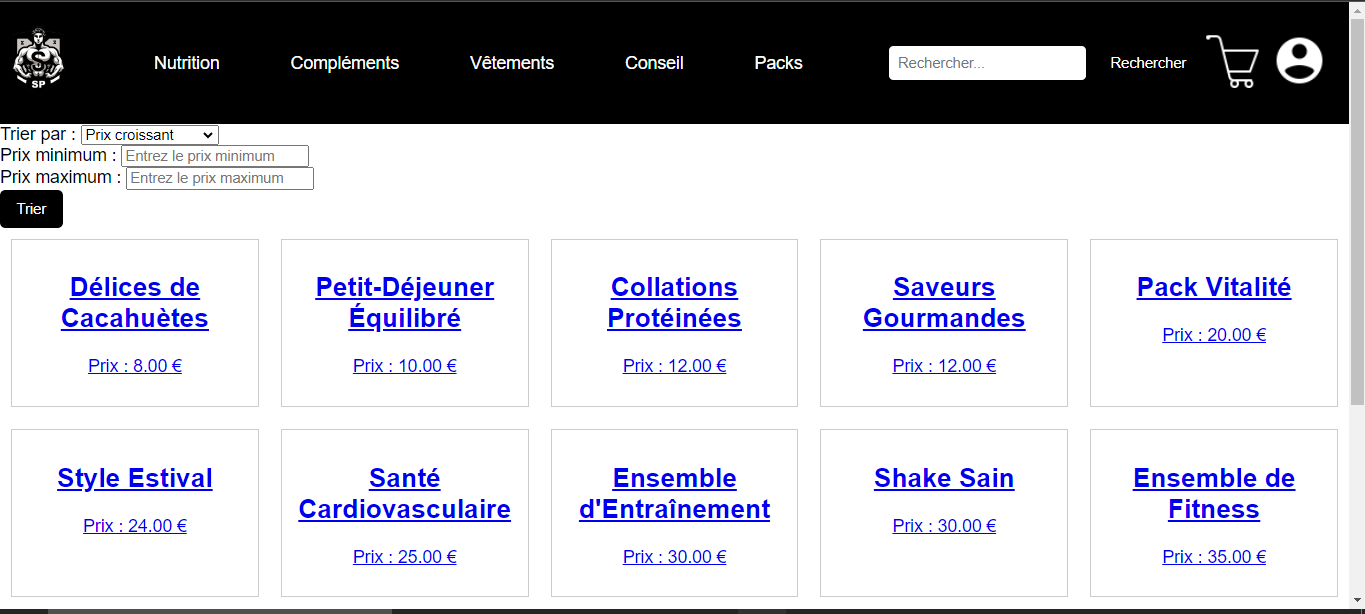 SP
Nutrition
Compléments
Vêtements
Conseil
Packs
Rechercher...
Rechercher
Trier par : Prix croissant
Prix minimum : Entrez le prix minimum
Prix maximum : Entrez le prix maximum
Trier
Délices de
Cacahuètes
Prix : 8.00 €
Petit-Déjeuner
Équilibré
Prix : 10.00 €
Collations
Protéinées
Prix : 12.00 €
Saveurs
Gourmandes
Prix : 12.00 €
Pack Vitalité
Prix : 20.00 €
Style Estival
Prix : 24.00 €
Santé
Cardiovasculaire
Prix : 25.00 €
Ensemble
d'Entraînement
Prix : 30.00 €
Shake Sain
Prix : 30.00 €
Ensemble de
Fitness
Prix : 35.00 €